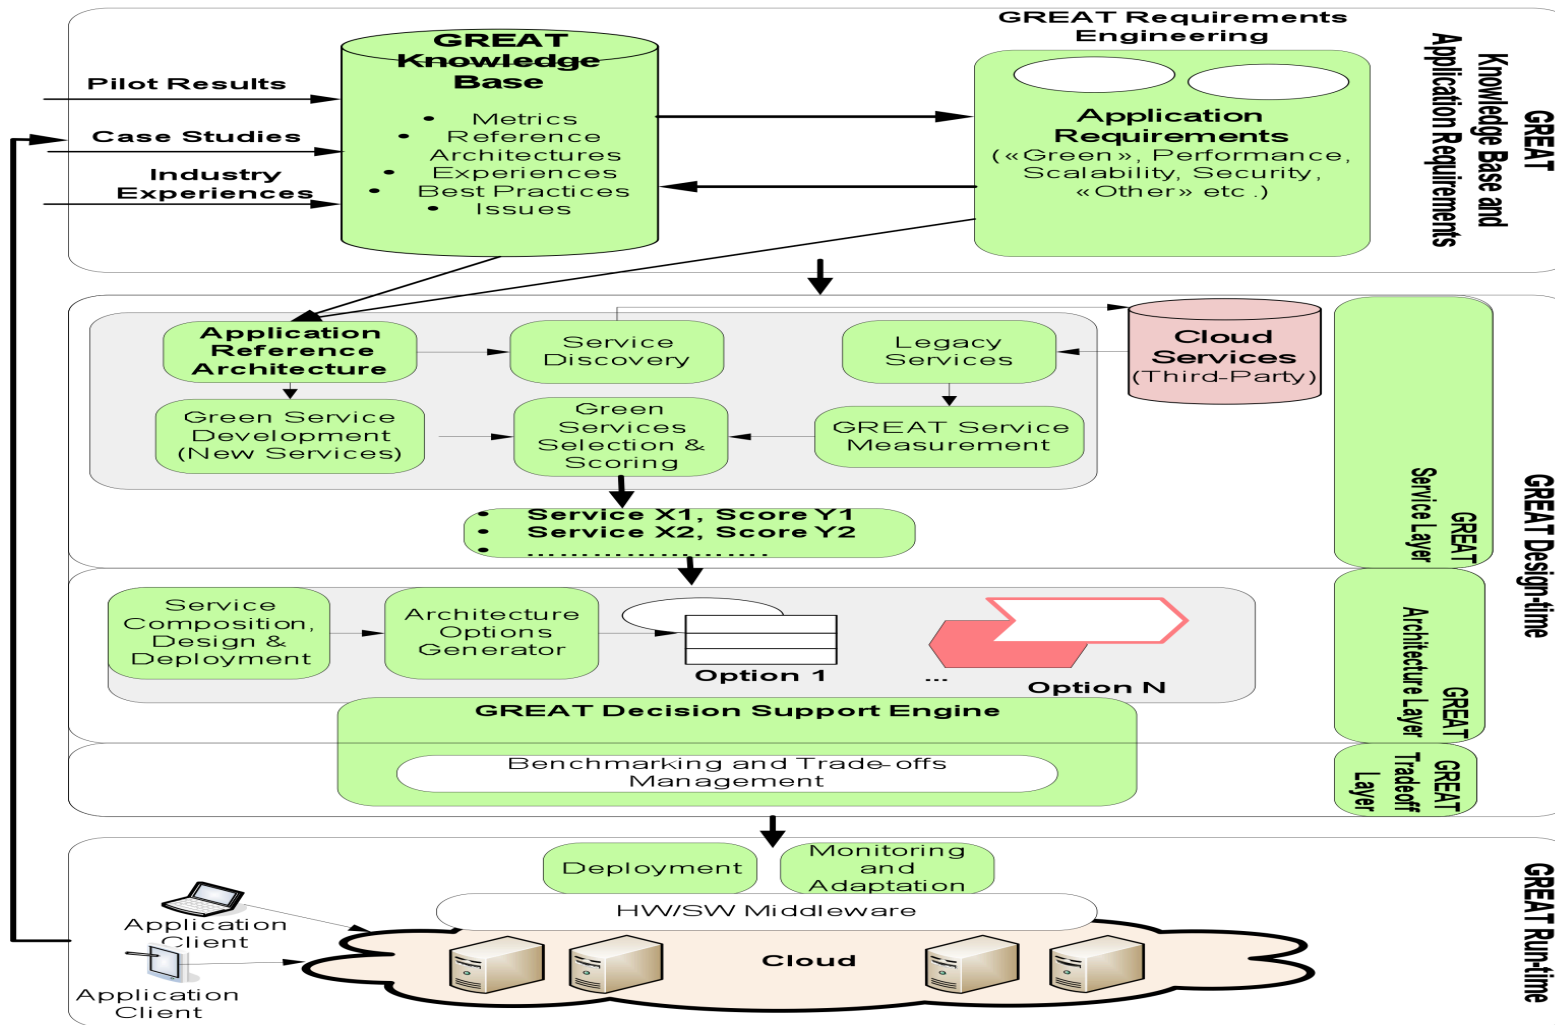 GREAT Requirements
Engineering
GREAT
Knowledge
Base
• Metrics
• Reference
Architectures
• Experiences
• Best Practices
• Issues
Pilot Results
Case Studies
Industry
Experiences
Application
Requirements
(«Green», Performance,
Scalability, Security,
«Other» etc.)
GREAT
Knowledge Base and
Application Requirements
Application
Reference
Architecture
Service
Discovery
Legacy
Services
Cloud
Services
(Third-Party)
Green Service
Development
(New Services)
Green
Services
Selection &
Scoring
GREAT Service
Measurement
• Service X1, Score Y1
• Service X2, Score Y2
• ......................
GREAT
Service Layer
GREAT Design-time
Service
Composition,
Design &
Deployment
Architecture
Options
Generator
Option 1
...
Option N
GREAT
Architecture Layer
GREAT Decision Support Engine
Benchmarking and Trade-offs
Management
GREAT
Tradeoff
Layer
Deployment
Monitoring
and
Adaptation
HW/SW Middleware
Cloud
Application
Client
Application
Client
GREAT Run-time